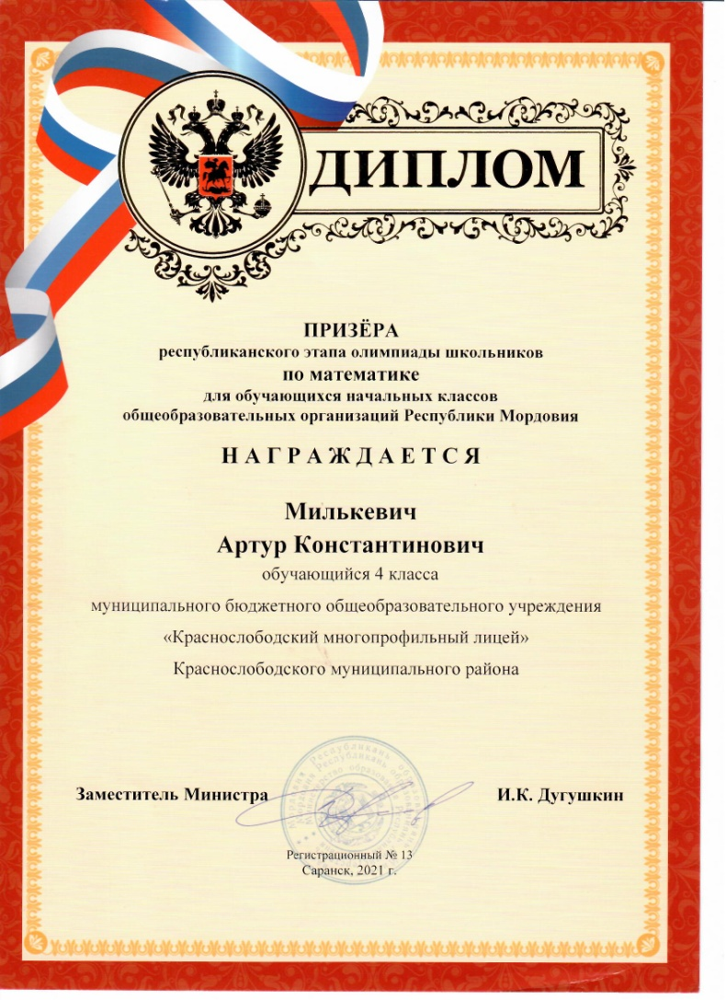 ДИПЛОМ
ПРИЗЁРА
республиканского этапа олимпиады школьников
по математике
для обучающихся начальных классов
общеобразовательных организаций Республики Мордовия
НАГРАЖДАЕТСЯ
Милькевич
Артур Константинович
обучающийся 4 класса
муниципального бюджетного общеобразовательного учреждения
«Краснослободский многопрофильный лицей»
Краснослободского муниципального района
Заместитель Министра И.К. Дугушкин
Регистрационный № 13
Саранск, 2021 г.